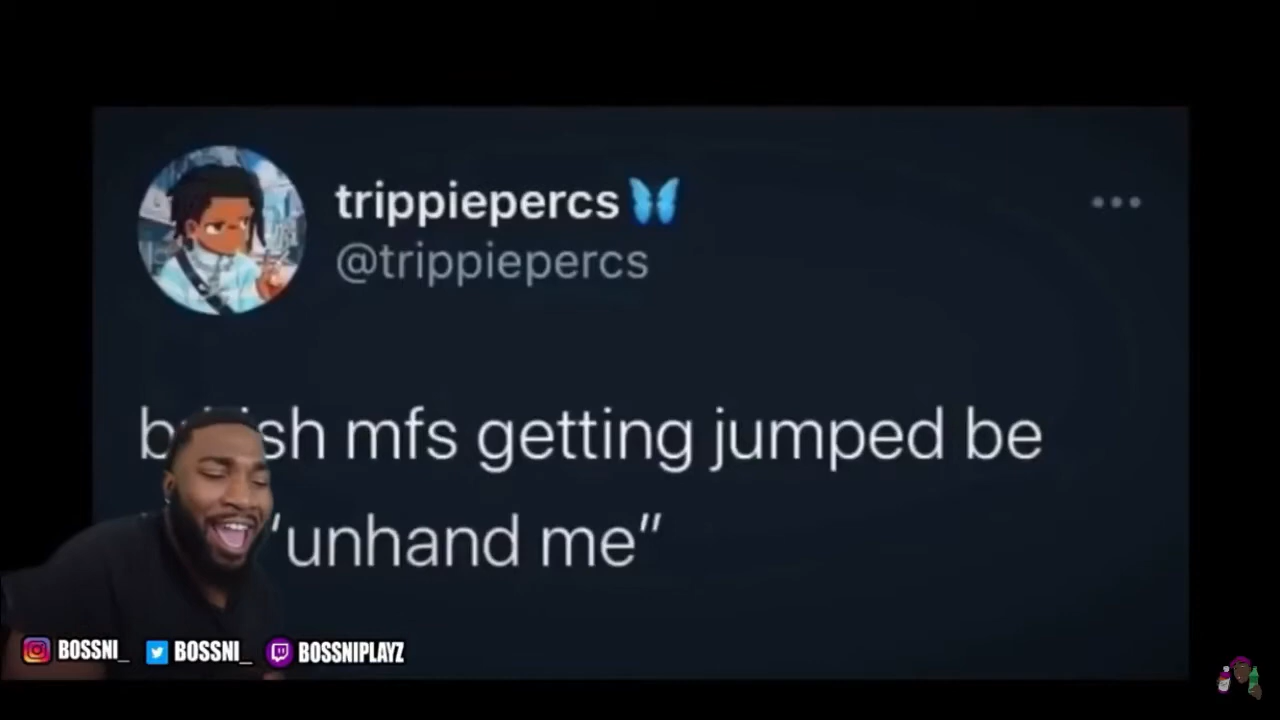 trippiepercs
@trippiepercs
mfs getting jumped be
"unhand me"
BOSSNI_ BOSSNI_ BOSSNIPLAYZ